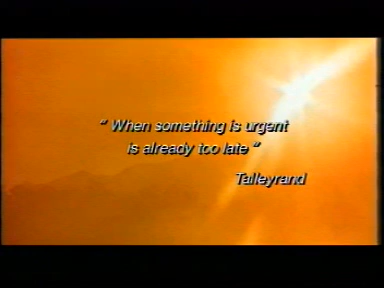 " When something is urgent
is already too late "
Talleyrand